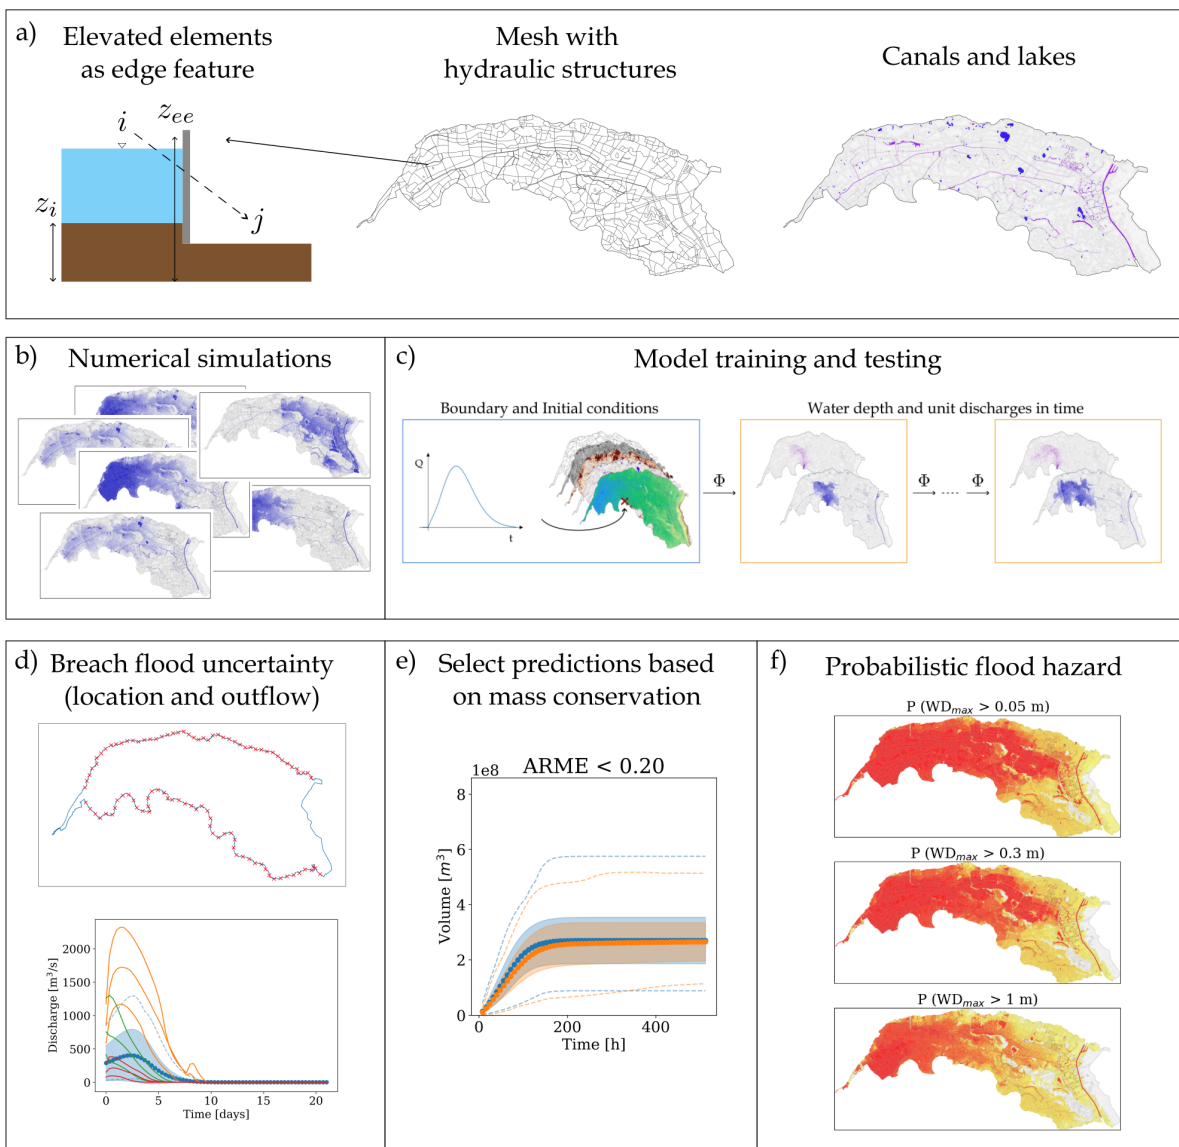 a)
Elevated elements
as edge feature
Mesh with
hydraulic structures
Canals and lakes
z_ee
i
z_i
j
b)
Numerical simulations
c)
Model training and testing
Boundary and Initial conditions
Water depth and unit discharges in time
Q
t
Φ
Φ
Φ
d)
Breach flood uncertainty
(location and outflow)
2000
1500
1000
500
0
Discharge [m³/s]
0 5 10 15 20
Time [days]
e)
Select predictions based
on mass conservation
1e8
ARME < 0.20
8
6
4
2
0
Volume [m³]
0 200 400
Time [h]
f)
Probabilistic flood hazard
P (WD_max > 0.05 m)
P (WD_max > 0.3 m)
P (WD_max > 1 m)